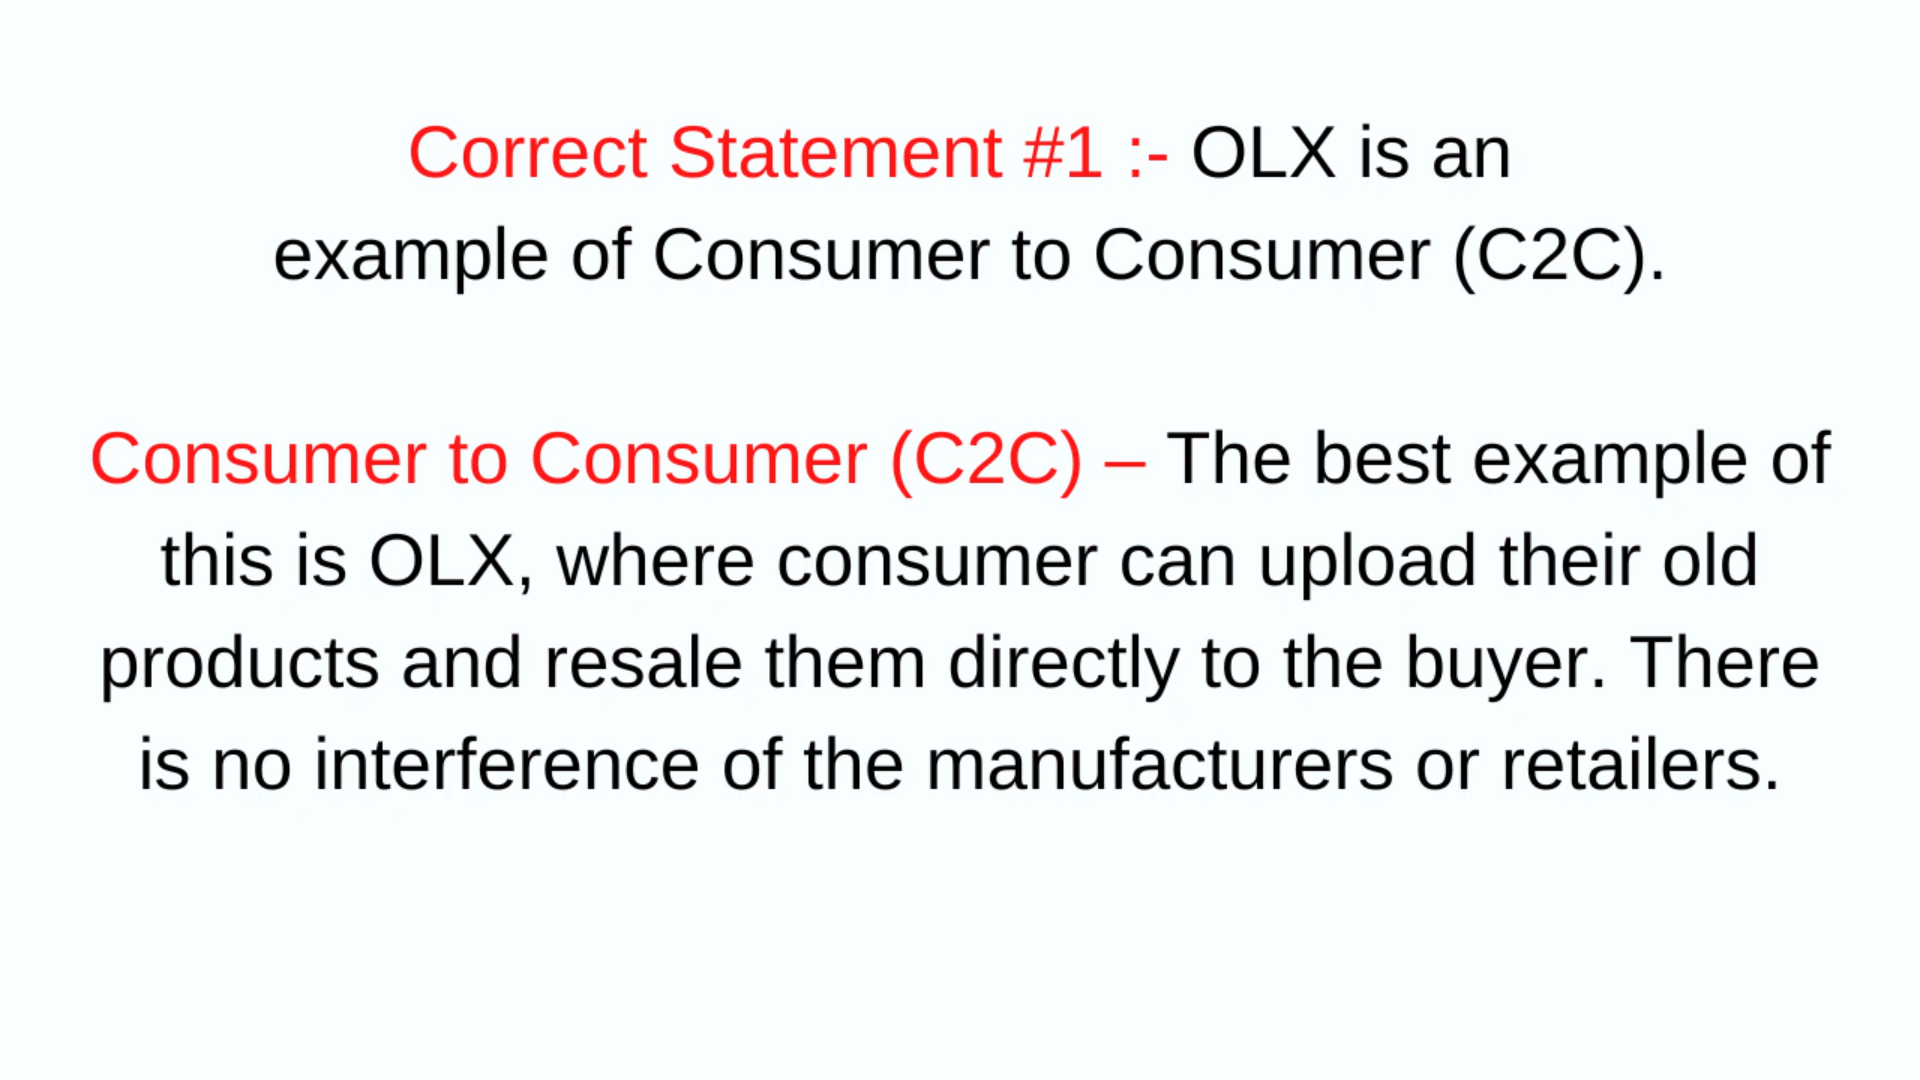 Correct Statement #1 :- OLX is an
example of Consumer to Consumer (C2C).
Consumer to Consumer (C2C) – The best example of
this is OLX, where consumer can upload their old
products and resale them directly to the buyer. There
is no interference of the manufacturers or retailers.